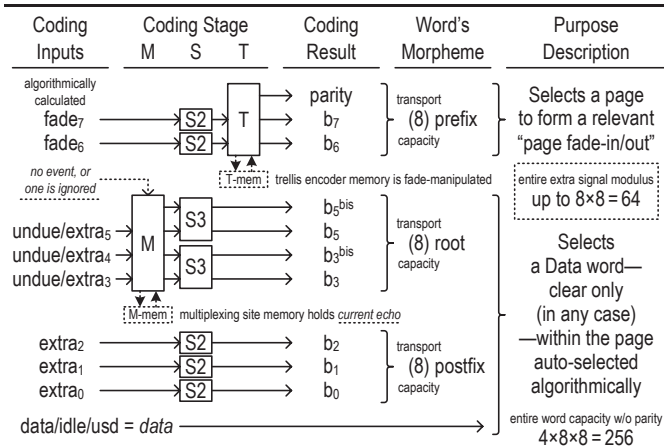 Coding Inputs
Coding Stage
M S T
Coding Result
Word's Morpheme
Purpose Description
algorithmically calculated
fade7
fade6
S2
S2
T
parity
b7
b6
transport
(8) prefix
capacity
Selects a page
to form a relevant
“page fade-in/out”
T-mem
trellis encoder memory is fade-manipulated
no event, or
one is ignored
entire extra signal modulus
up to 8×8 = 64
undue/extra5
undue/extra4
undue/extra3
M
S3
S3
b5bis
b5
b3bis
b3
transport
(8) root
capacity
M-mem
multiplexing site memory holds current echo
Selects
a Data word—
clear only
(in any case)
—within the page
auto-selected
algorithmically
extra2
extra1
extra0
S2
S2
S2
b2
b1
b0
transport
(8) postfix
capacity
data/idle/usd = data
entire word capacity w/o parity
4×8×8 = 256